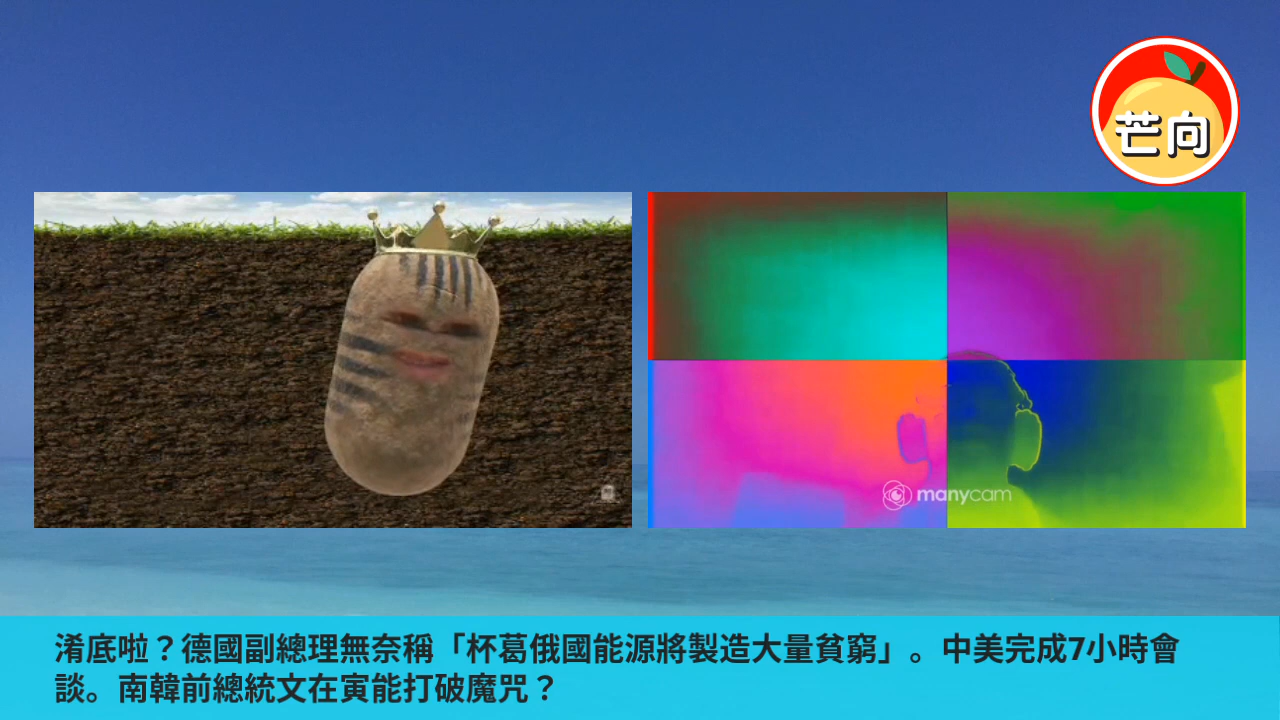 芒向
manycam
淆底啦？德國副總理無奈稱「杯葛俄國能源將製造大量貧窮」。中美完成7小時會
談。南韓前總統文在寅能打破魔咒？